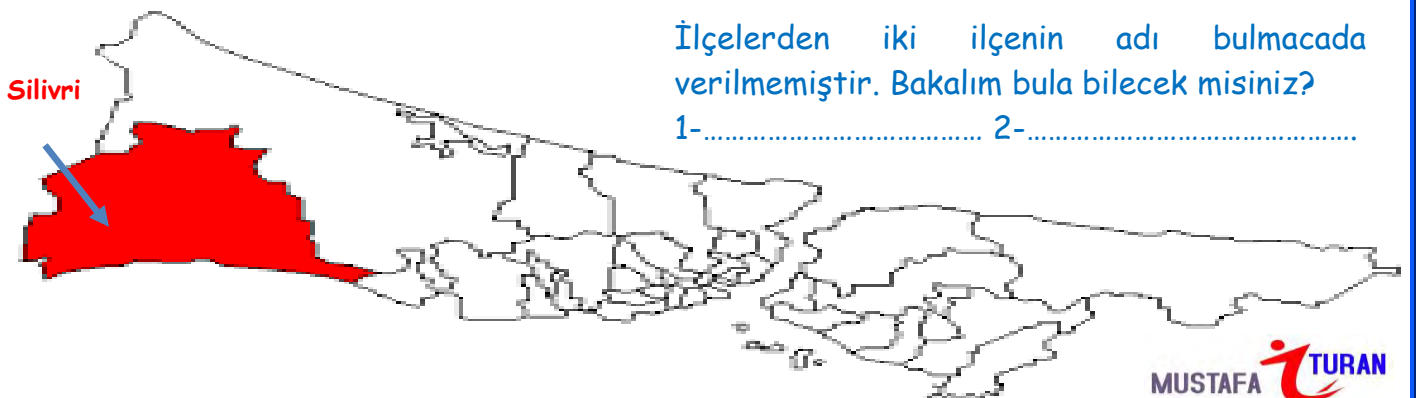 İlçelerden iki ilçenin adı bulmacada
verilmemiştir. Bakalım bula bilecek misiniz?
1-………………………………… 2-……………………………………….
Silivri
MUSTAFA TURAN